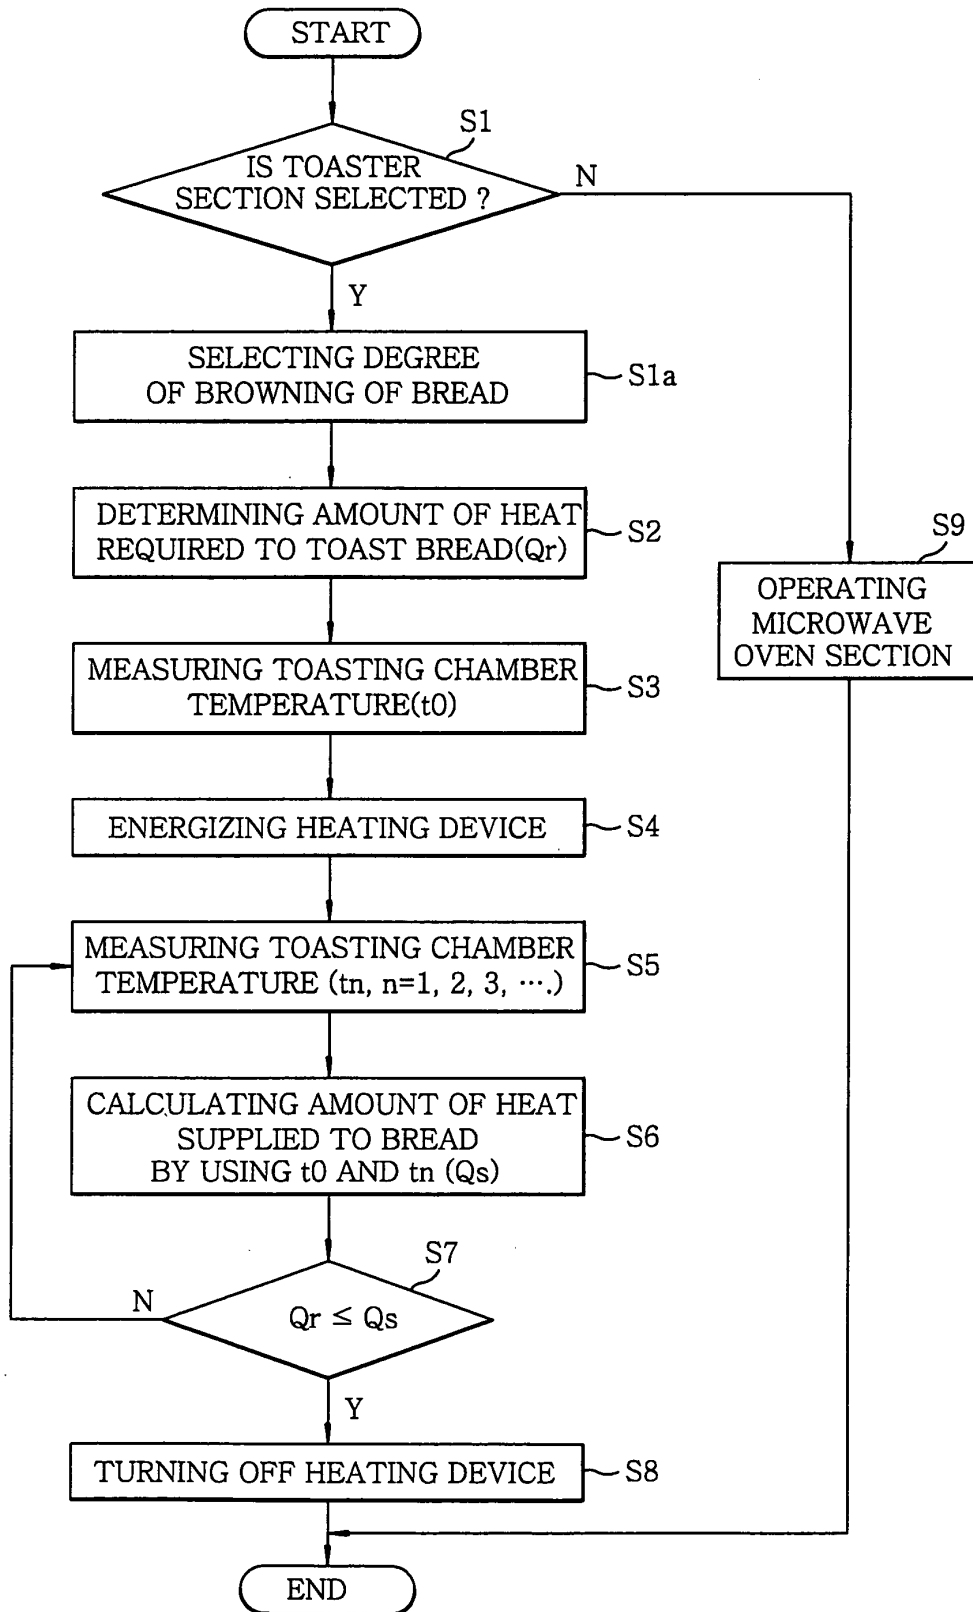 START
S1
IS TOASTER
SECTION SELECTED ?
N
Y
SELECTING DEGREE
OF BROWNING OF BREAD
S1a
DETERMINING AMOUNT OF HEAT
REQUIRED TO TOAST BREAD(Qr)
S2
S9
OPERATING
MICROWAVE
OVEN SECTION
MEASURING TOASTING CHAMBER
TEMPERATURE(t0)
S3
ENERGIZING HEATING DEVICE
S4
MEASURING TOASTING CHAMBER
TEMPERATURE (tn, n=1, 2, 3, ….)
S5
CALCULATING AMOUNT OF HEAT
SUPPLIED TO BREAD
BY USING t0 AND tn (Qs)
S6
S7
N
Qr ≤ Qs
Y
TURNING OFF HEATING DEVICE
S8
END